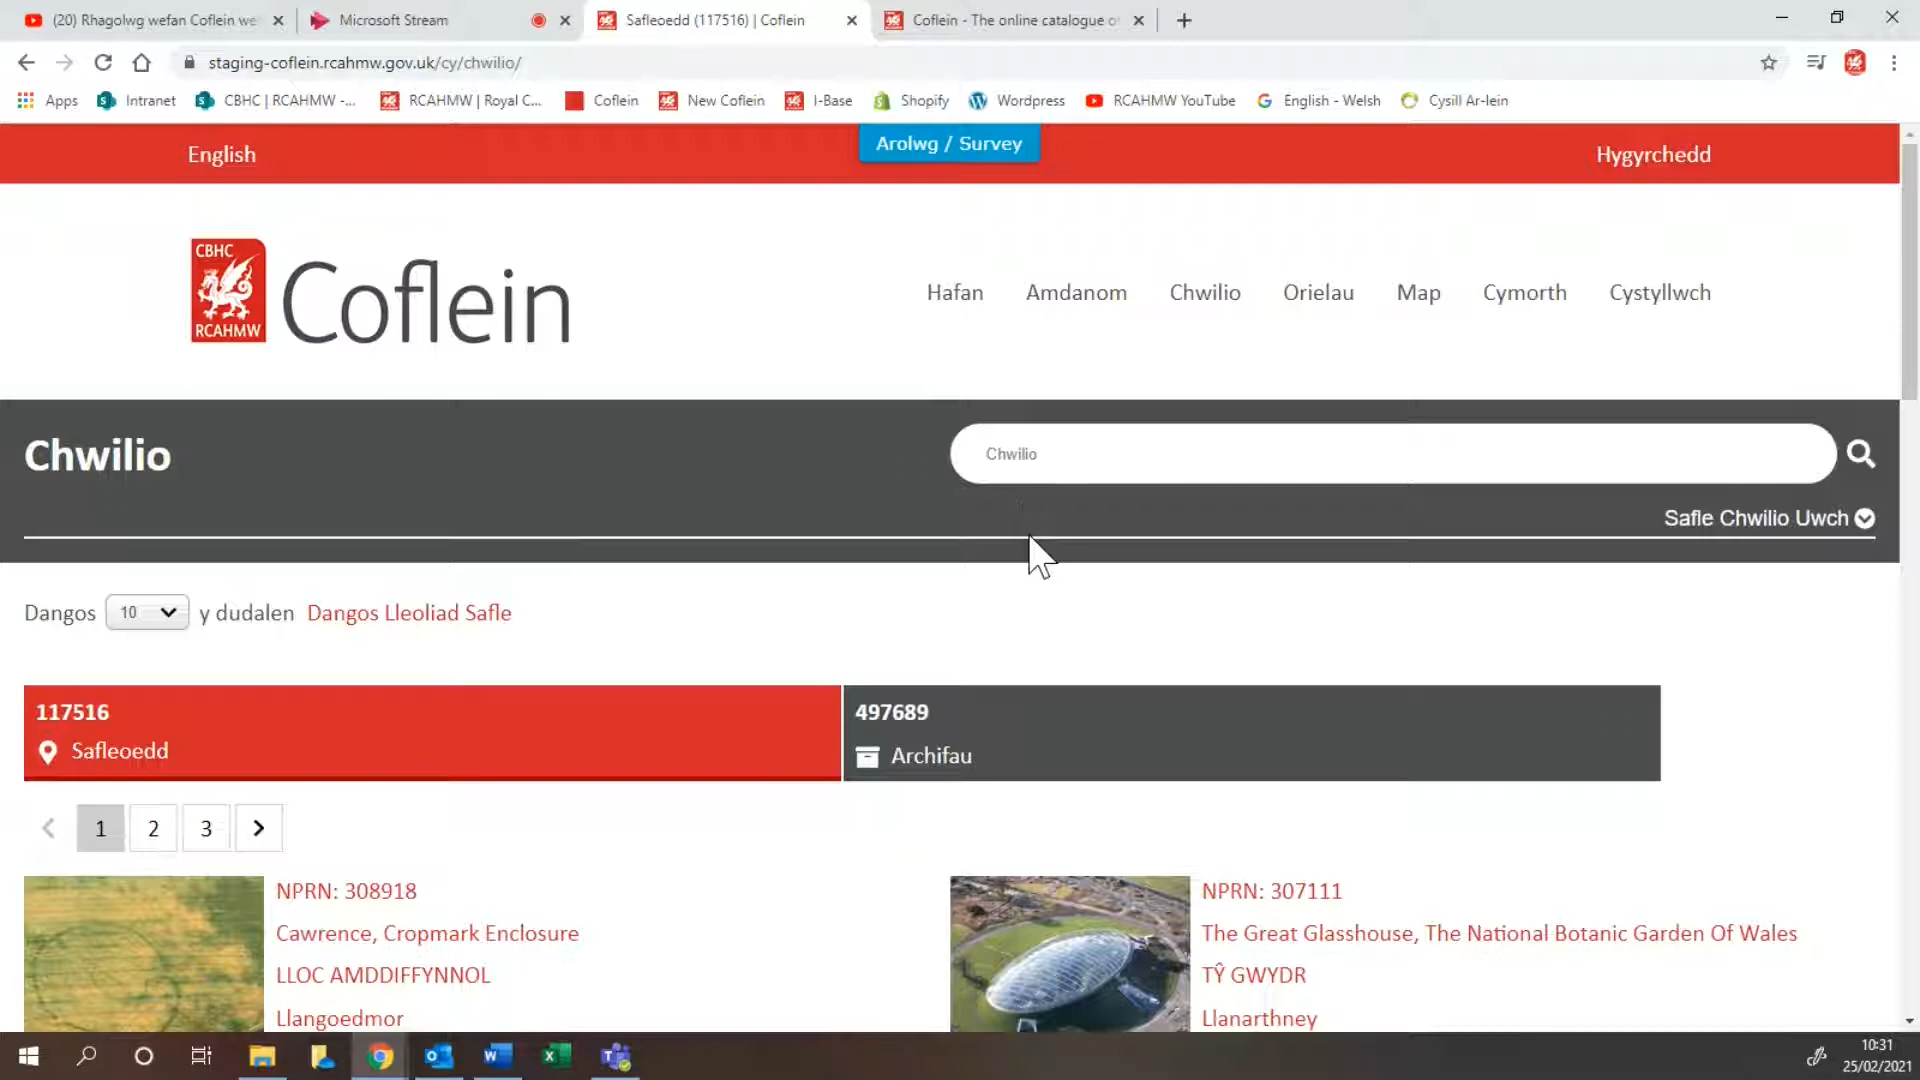 (20) Rhagolwg wefan Coflein we
Microsoft Stream
Safleoedd (117516) | Coflein
Coflein - The online catalogue o
staging-coflein.rcahmw.gov.uk/cy/chwilio/
Apps
Intranet
CBHC | RCAHMW -...
RCAHMW | Royal C...
Coflein
New Coflein
I-Base
Shopify
Wordpress
RCAHMW YouTube
English - Welsh
Cysill Ar-lein
English
Arolwg / Survey
Hygyrchedd
CBHC
RCAHMW
Coflein
Hafan
Amdanom
Chwilio
Orielau
Map
Cymorth
Cystyllwch
Chwilio
Chwilio
Safle Chwilio Uwch
Dangos 10 y dudalen Dangos Lleoliad Safle
117516
Safleoedd
497689
Archifau
1 2 3
NPRN: 308918
Cawrence, Cropmark Enclosure
LLOC AMDDIFFYNNOL
Llangoedmor
NPRN: 307111
The Great Glasshouse, The National Botanic Garden Of Wales
TŶ GWYDR
Llanarthney
10:31
25/02/2021